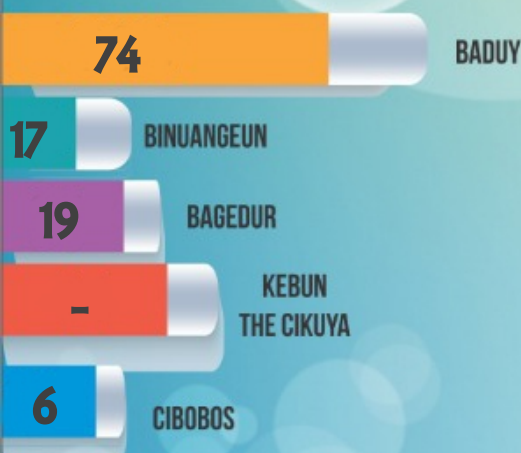 74 BADUY
17 BINUANGEUN
19 BAGEDUR
- KEBUN
THE CIKUYA
6 CIBOBOS